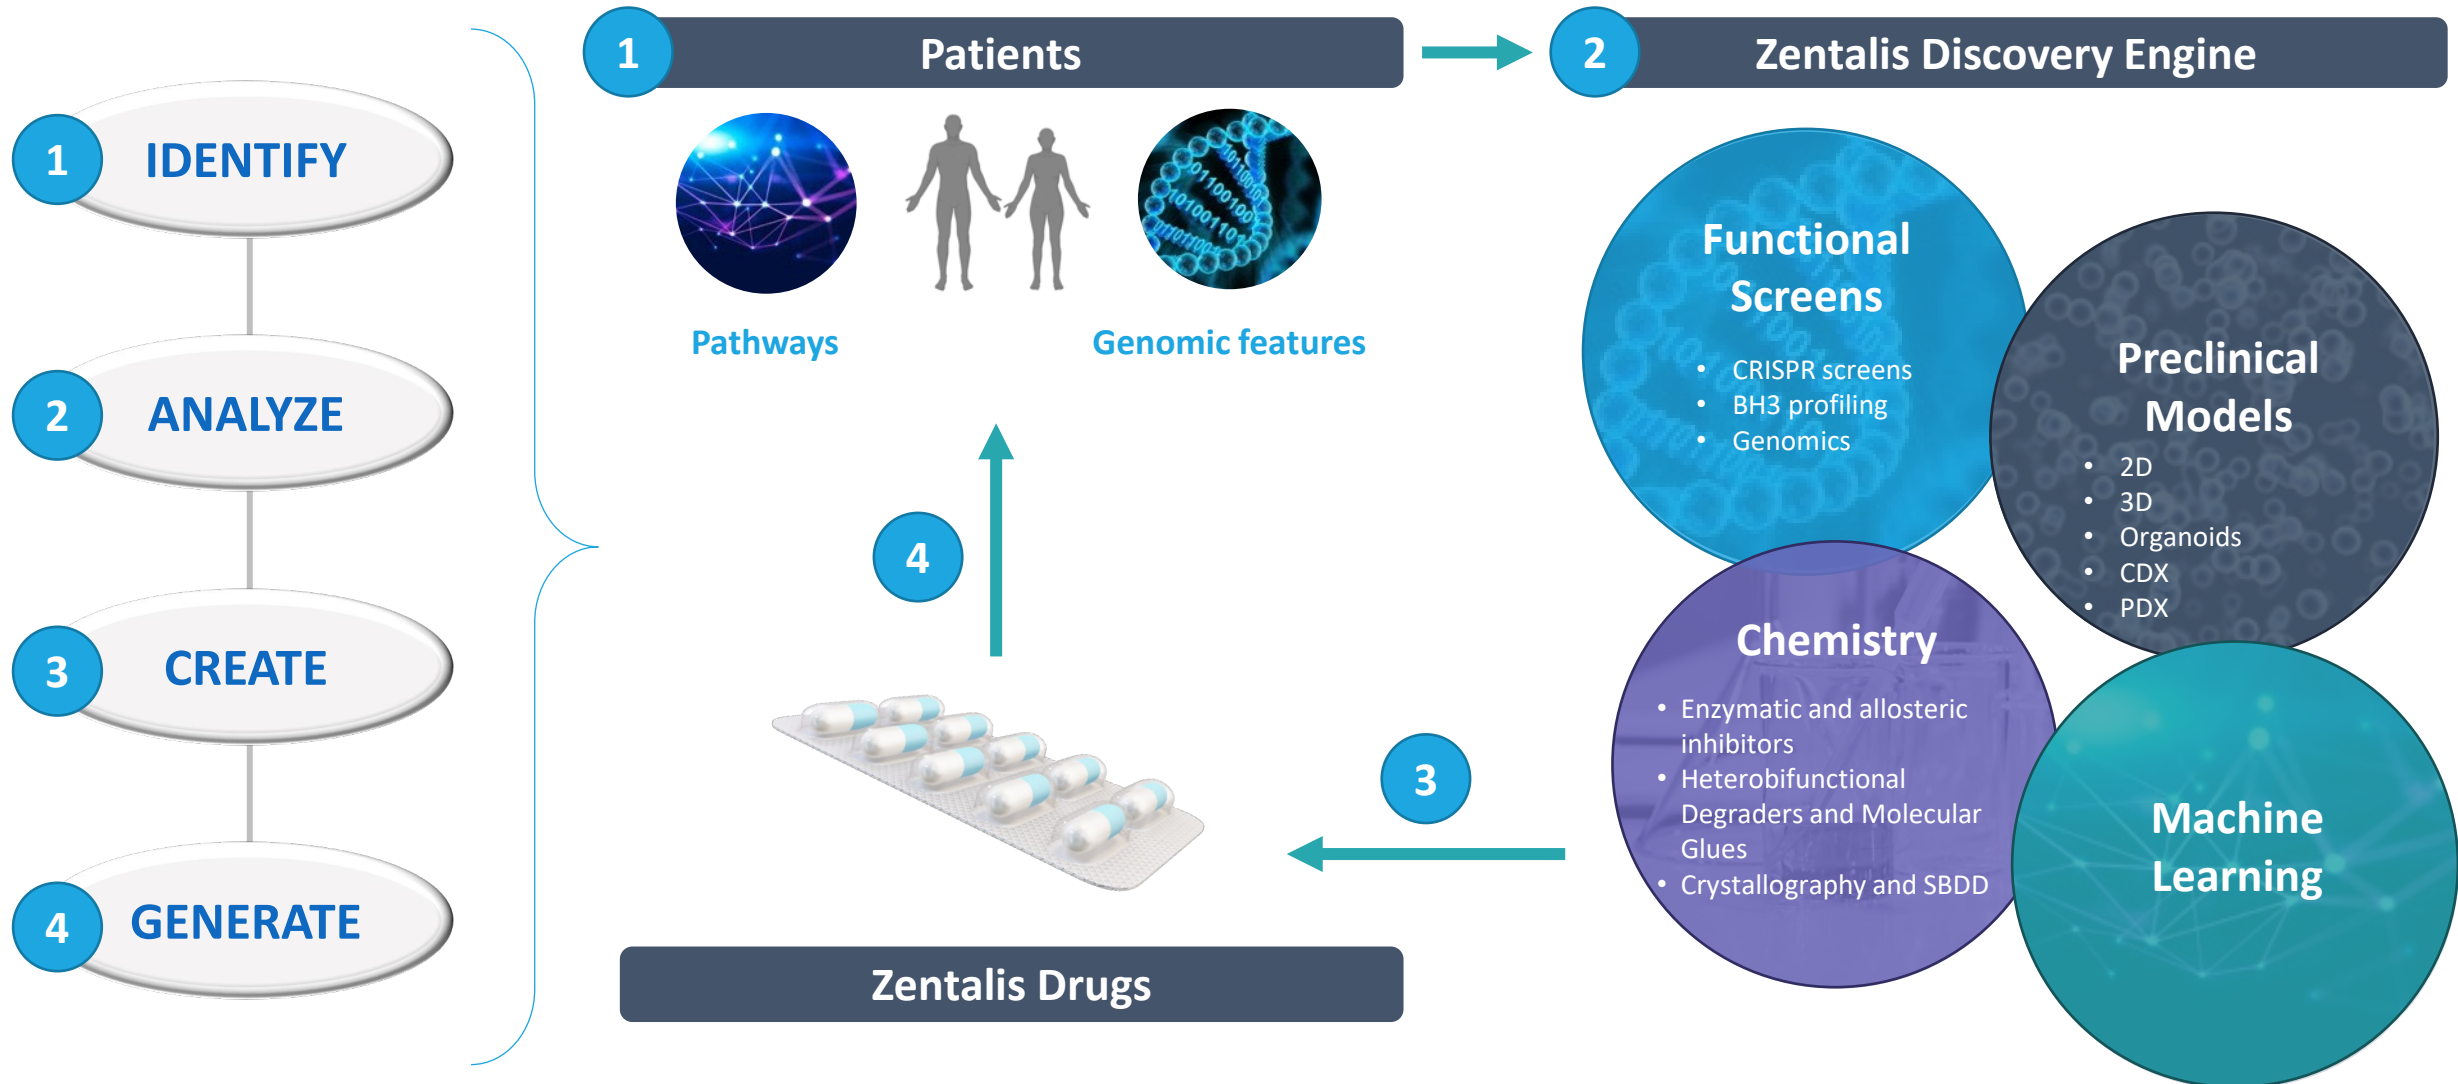 1
IDENTIFY
2
ANALYZE
3
CREATE
4
GENERATE
1
Patients
Pathways
Genomic features
2
Zentalis Discovery Engine
Functional
Screens
• CRISPR screens
• BH3 profiling
• Genomics
Preclinical
Models
• 2D
• 3D
• Organoids
• CDX
• PDX
Chemistry
• Enzymatic and allosteric
inhibitors
• Heterobifunctional
Degraders and Molecular
Glues
• Crystallography and SBDD
Machine
Learning
3
4
Zentalis Drugs